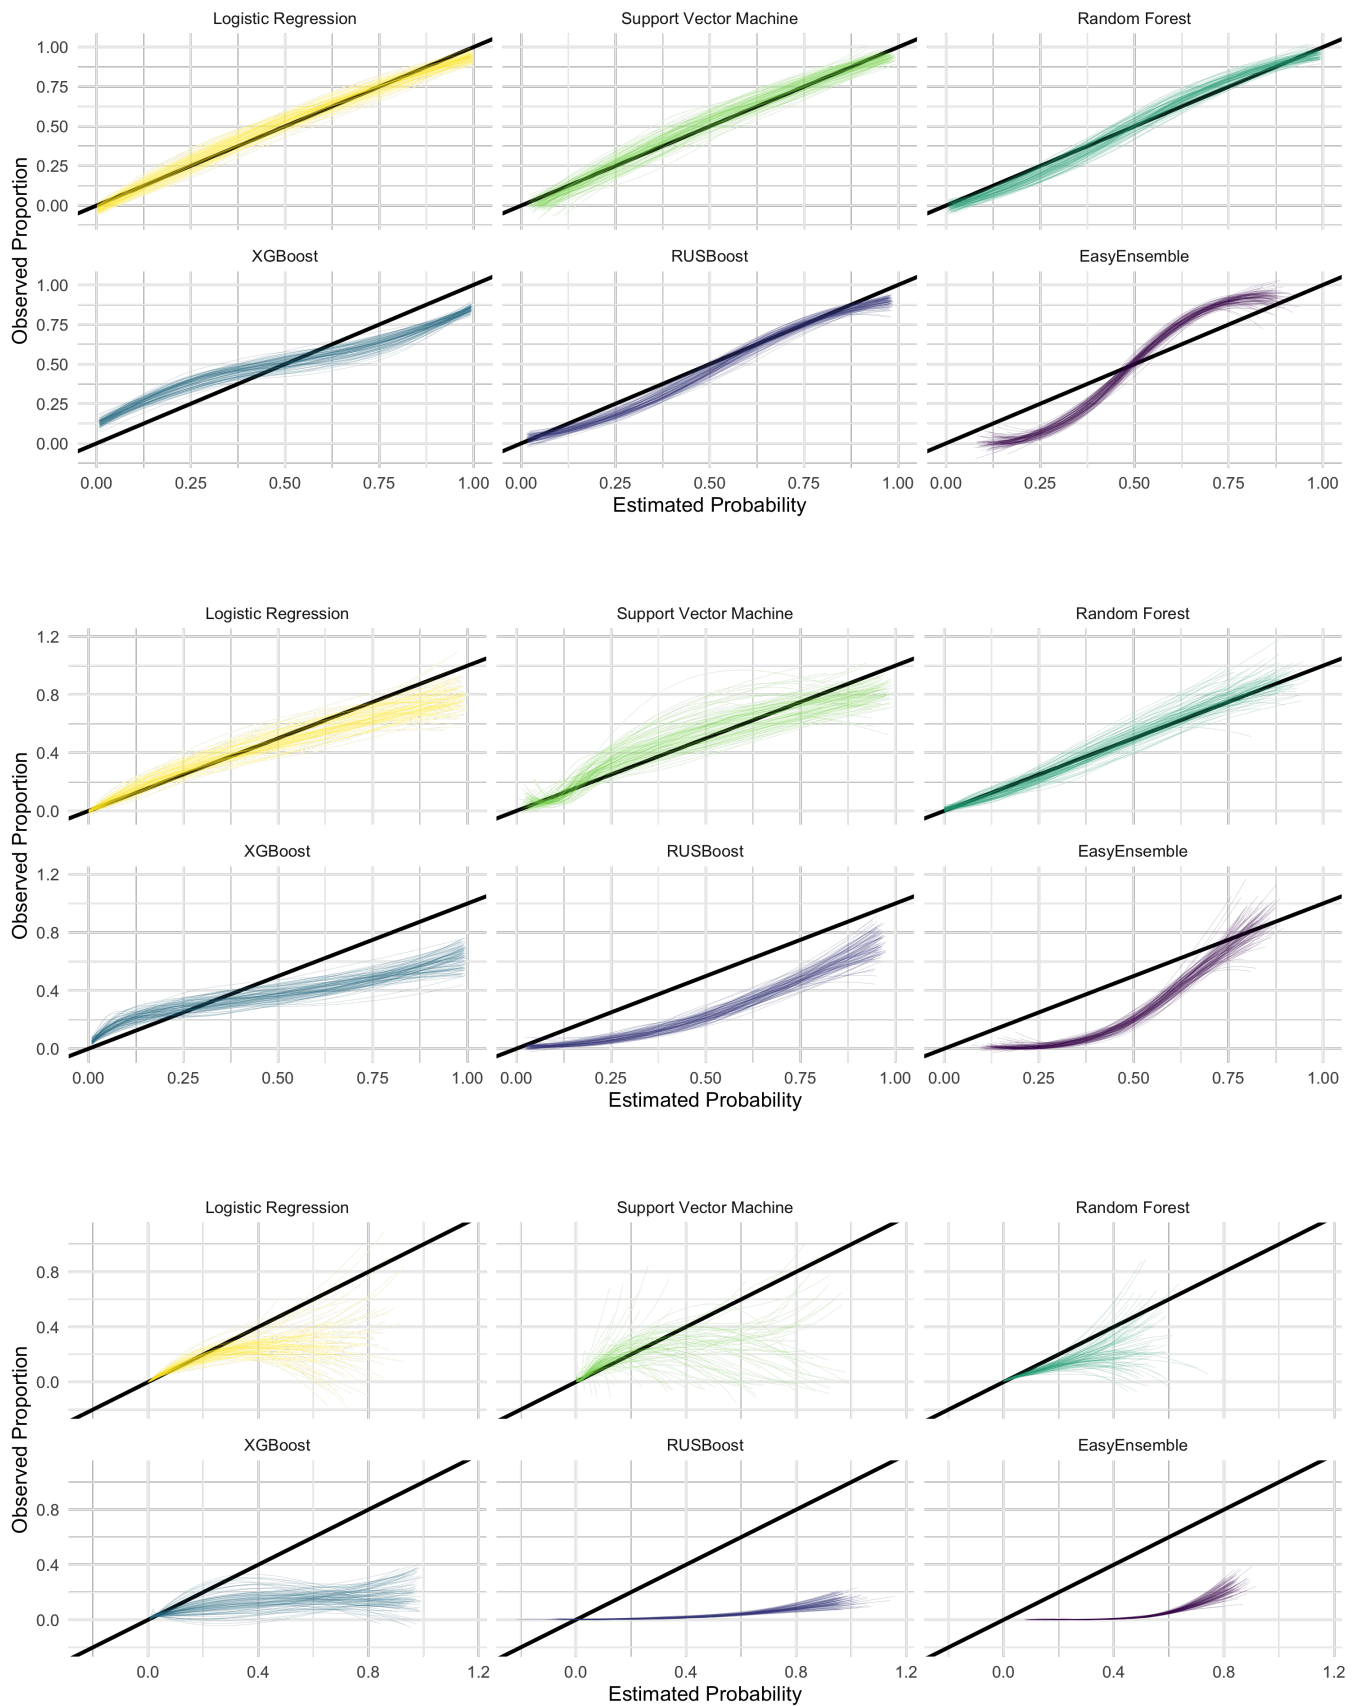 Logistic Regression Support Vector Machine Random Forest
1.00
0.75
0.50
0.25
0.00
XGBoost RUSBoost EasyEnsemble
Observed Proportion
1.00
0.75
0.50
0.25
0.00
0.00 0.25 0.50 0.75 1.00 0.00 0.25 0.50 0.75 1.00 0.00 0.25 0.50 0.75 1.00
Estimated Probability
Logistic Regression Support Vector Machine Random Forest
1.2
0.8
0.4
0.0
XGBoost RUSBoost EasyEnsemble
Observed Proportion
1.2
0.8
0.4
0.0
0.00 0.25 0.50 0.75 1.00 0.00 0.25 0.50 0.75 1.00 0.00 0.25 0.50 0.75 1.00
Estimated Probability
Logistic Regression Support Vector Machine Random Forest
0.8
0.4
0.0
XGBoost RUSBoost EasyEnsemble
Observed Proportion
0.8
0.4
0.0
0.0 0.4 0.8 1.2 0.0 0.4 0.8 1.2 0.0 0.4 0.8 1.2
Estimated Probability